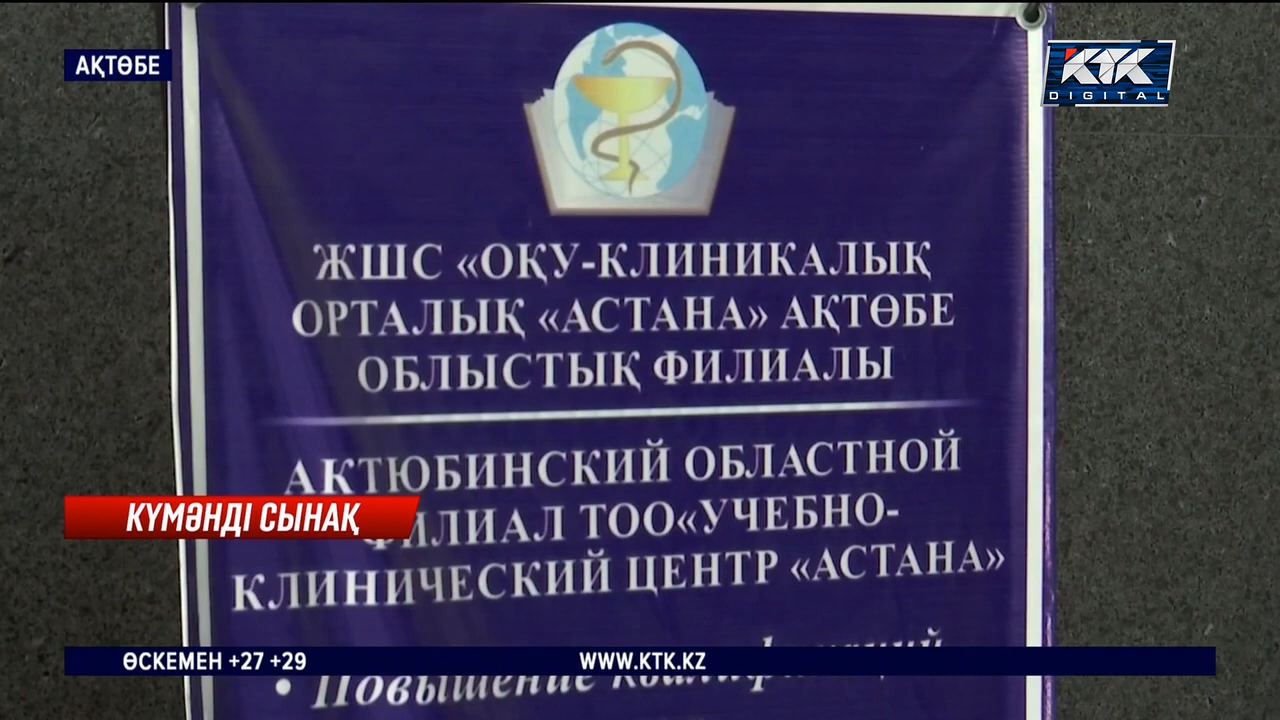 АҚТӨБЕ
КТК
DIGITAL
ЖШС «ОҚУ-КЛИНИКАЛЫҚ
ОРТАЛЫҚ «АСТАНА» АҚТӨБЕ
ОБЛЫСТЫҚ ФИЛИАЛЫ
АКТЮБИНСКИЙ ОБЛАСТНОЙ
ФИЛИАЛ ТОО«УЧЕБНО-
КЛИНИЧЕСКИЙ ЦЕНТР «АСТАНА»
КҮМӘНДІ СЫНАҚ
ӨСКЕМЕН +27 +29
WWW.KTK.KZ
• Повышение